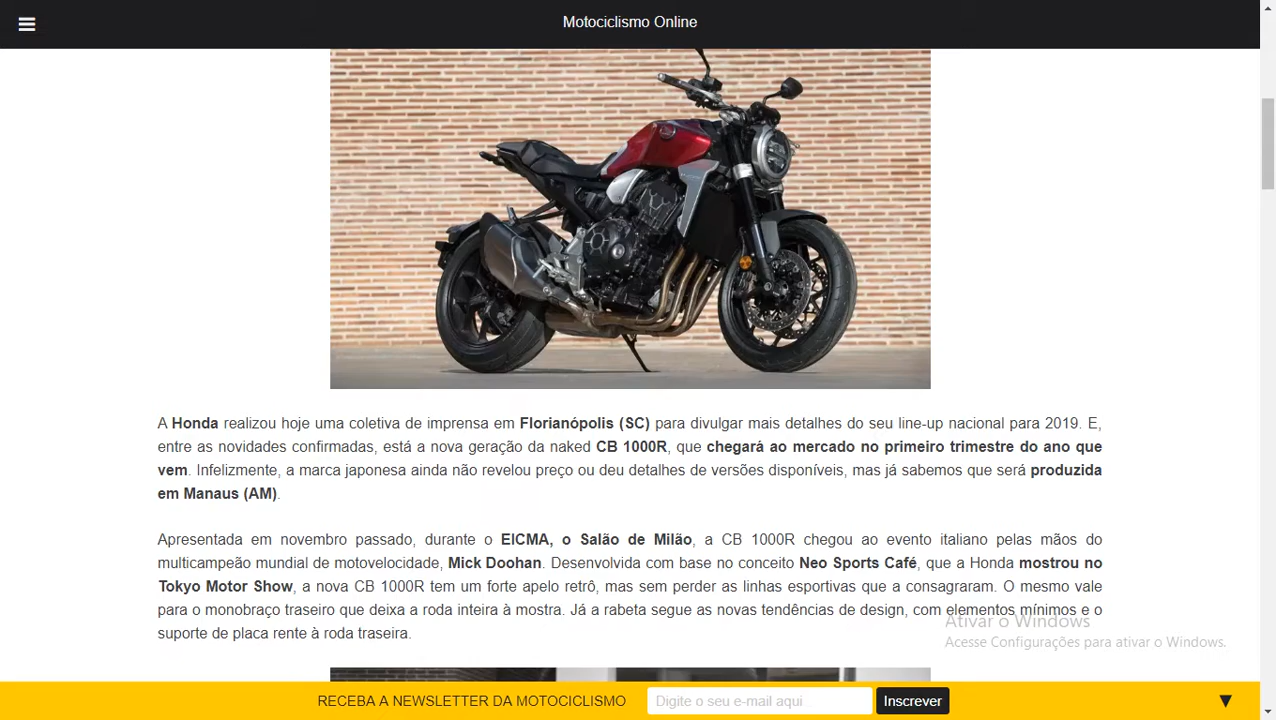 Motociclismo Online
A Honda realizou hoje uma coletiva de imprensa em Florianópolis (SC) para divulgar mais detalhes do seu line-up nacional para 2019. E,
entre as novidades confirmadas, está a nova geração da naked CB 1000R, que chegará ao mercado no primeiro trimestre do ano que
vem. Infelizmente, a marca japonesa ainda não revelou preço ou deu detalhes de versões disponíveis, mas já sabemos que será produzida
em Manaus (AM).
Apresentada em novembro passado, durante o EICMA, o Salão de Milão, a CB 1000R chegou ao evento italiano pelas mãos do
multicampeão mundial de motovelocidade, Mick Doohan. Desenvolvida com base no conceito Neo Sports Café, que a Honda mostrou no
Tokyo Motor Show, a nova CB 1000R tem um forte apelo retrô, mas sem perder as linhas esportivas que a consagraram. O mesmo vale
para o monobraço traseiro que deixa a roda inteira à mostra. Já a rabeta segue as novas tendências de design, com elementos mínimos e o
suporte de placa rente à roda traseira.
Ativar o Windows
Acesse Configurações para ativar o Windows.
RECEBA A NEWSLETTER DA MOTOCICLISMO
Digite o seu e-mail aqui
Inscrever